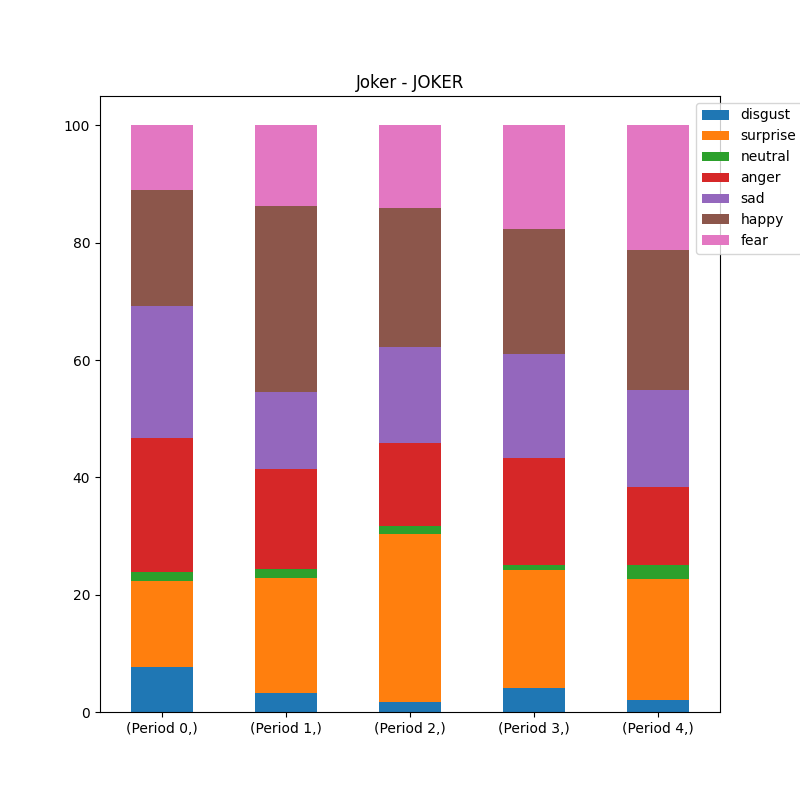 Joker - JOKER
100
80
60
40
20
0
(Period 0,)
(Period 1,)
(Period 2,)
(Period 3,)
(Period 4,)
disgust
surprise
neutral
anger
sad
happy
fear